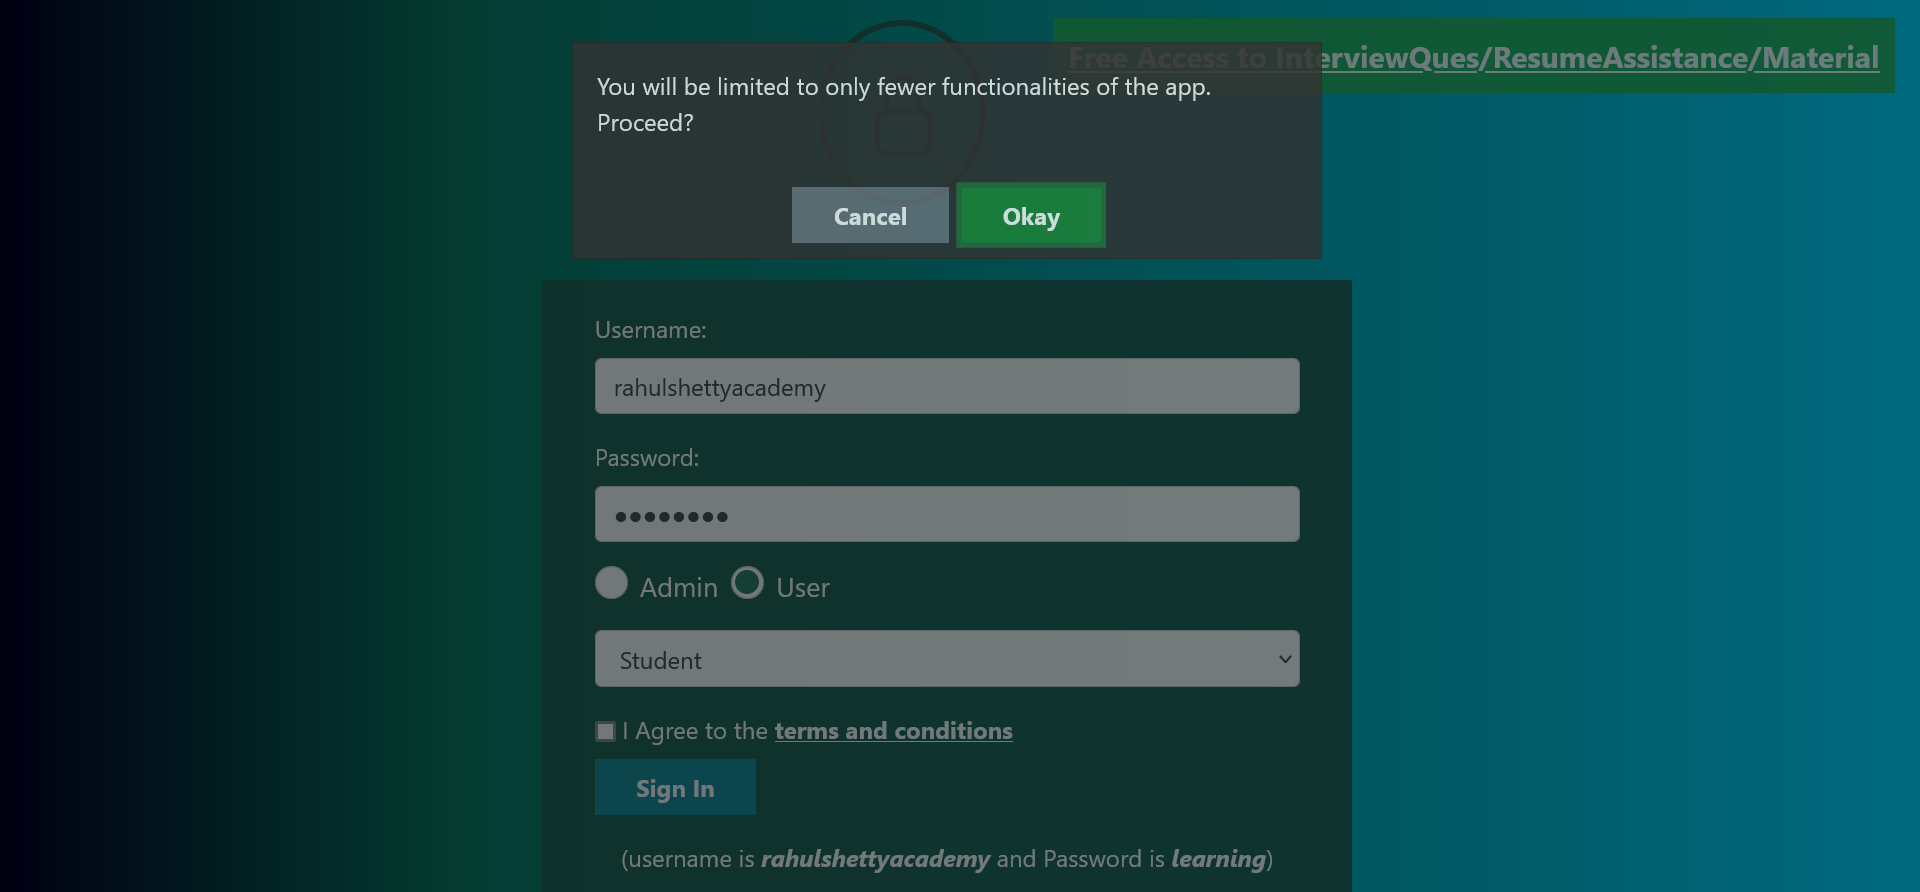 Free Access to InterviewQues/ResumeAssistance/Material
You will be limited to only fewer functionalities of the app.
Proceed?
Cancel
Okay
Username:
rahulshettyacademy
Password:
••••••••
Admin
User
Student
I Agree to the terms and conditions
Sign In
(username is rahulshettyacademy and Password is learning)